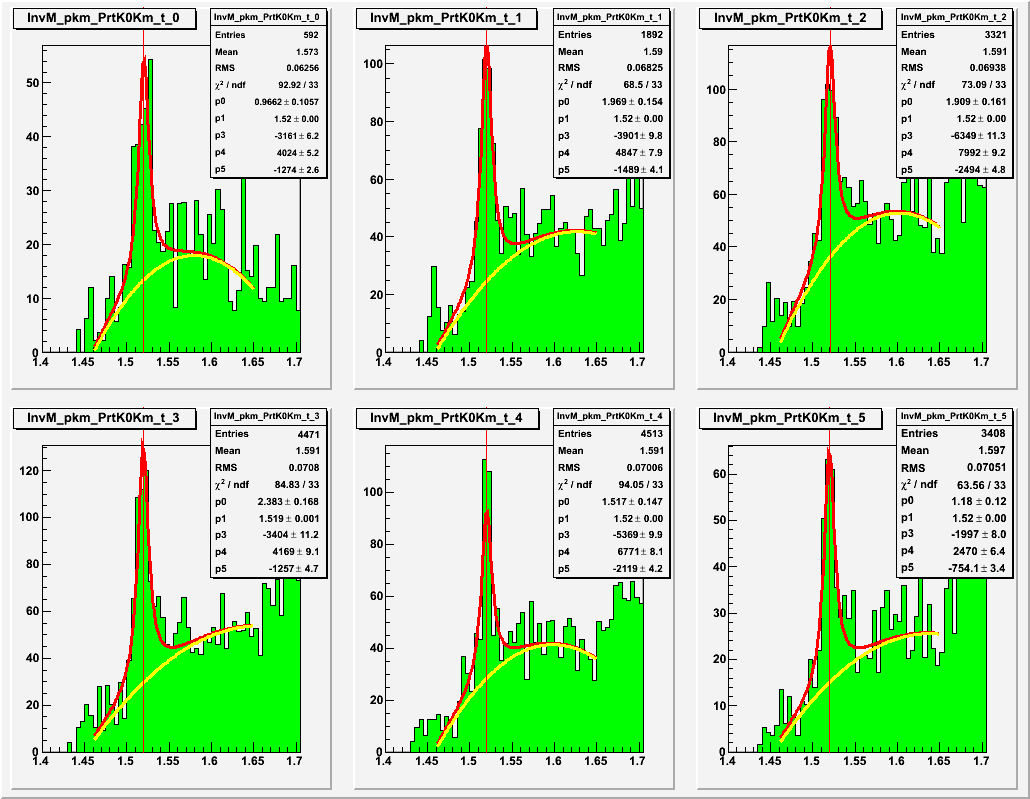 InvM_pkm_PrtK0Km_t_0
InvM_pkm_PrtK0Km_t_0
Entries 592
Mean 1.573
RMS 0.06256
χ² / ndf 92.92 / 33
p0 0.9662 ± 0.1057
p1 1.52 ± 0.00
p3 -3161 ± 6.2
p4 4024 ± 5.2
p5 -1274 ± 2.6
50
40
30
20
10
0
1.4 1.45 1.5 1.55 1.6 1.65 1.7
InvM_pkm_PrtK0Km_t_1
InvM_pkm_PrtK0Km_t_1
Entries 1892
Mean 1.59
RMS 0.06825
χ² / ndf 68.5 / 33
p0 1.969 ± 0.154
p1 1.52 ± 0.00
p3 -3901 ± 9.8
p4 4847 ± 7.9
p5 -1489 ± 4.1
100
80
60
40
20
0
1.4 1.45 1.5 1.55 1.6 1.65 1.7
InvM_pkm_PrtK0Km_t_2
InvM_pkm_PrtK0Km_t_2
Entries 3321
Mean 1.591
RMS 0.06938
χ² / ndf 73.09 / 33
p0 1.909 ± 0.161
p1 1.52 ± 0.00
p3 -6349 ± 11.3
p4 7992 ± 9.2
p5 -2494 ± 4.8
100
80
60
40
20
0
1.4 1.45 1.5 1.55 1.6 1.65 1.7
InvM_pkm_PrtK0Km_t_3
InvM_pkm_PrtK0Km_t_3
Entries 4471
Mean 1.591
RMS 0.0708
χ² / ndf 84.83 / 33
p0 2.383 ± 0.168
p1 1.519 ± 0.001
p3 -3404 ± 11.2
p4 4169 ± 9.1
p5 -1257 ± 4.7
120
100
80
60
40
20
0
1.4 1.45 1.5 1.55 1.6 1.65 1.7
InvM_pkm_PrtK0Km_t_4
InvM_pkm_PrtK0Km_t_4
Entries 4513
Mean 1.591
RMS 0.07006
χ² / ndf 94.05 / 33
p0 1.517 ± 0.147
p1 1.52 ± 0.00
p3 -5369 ± 9.9
p4 6771 ± 8.1
p5 -2119 ± 4.2
100
80
60
40
20
0
1.4 1.45 1.5 1.55 1.6 1.65 1.7
InvM_pkm_PrtK0Km_t_5
InvM_pkm_PrtK0Km_t_5
Entries 3408
Mean 1.597
RMS 0.07051
χ² / ndf 63.56 / 33
p0 1.18 ± 0.12
p1 1.52 ± 0.00
p3 -1997 ± 8.0
p4 2470 ± 6.4
p5 -754.1 ± 3.4
60
50
40
30
20
10
0
1.4 1.45 1.5 1.55 1.6 1.65 1.7